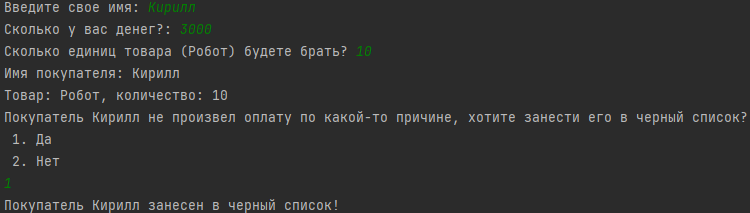 Введите свое имя: Кирилл
Сколько у вас денег?: 3000
Сколько единиц товара (Робот) будете брать? 10
Имя покупателя: Кирилл
Товар: Робот, количество: 10
Покупатель Кирилл не произвел оплату по какой-то причине, хотите занести его в черный список?
1. Да
2. Нет
1
Покупатель Кирилл занесен в черный список!